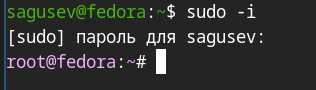 sagusev@fedora:~$ sudo -i
[sudo] пароль для sagusev:
root@fedora:~#